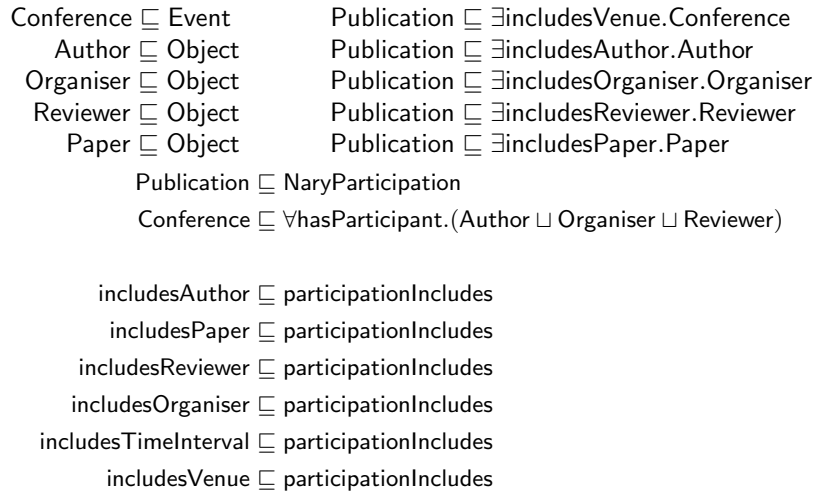 Conference ⊑ Event Publication ⊑ ∃includesVenue.Conference
Author ⊑ Object Publication ⊑ ∃includesAuthor.Author
Organiser ⊑ Object Publication ⊑ ∃includesOrganiser.Organiser
Reviewer ⊑ Object Publication ⊑ ∃includesReviewer.Reviewer
Paper ⊑ Object Publication ⊑ ∃includesPaper.Paper
Publication ⊑ NaryParticipation
Conference ⊑ ∀hasParticipant.(Author ⊔ Organiser ⊔ Reviewer)
includesAuthor ⊑ participationIncludes
includesPaper ⊑ participationIncludes
includesReviewer ⊑ participationIncludes
includesOrganiser ⊑ participationIncludes
includesTimeInterval ⊑ participationIncludes
includesVenue ⊑ participationIncludes